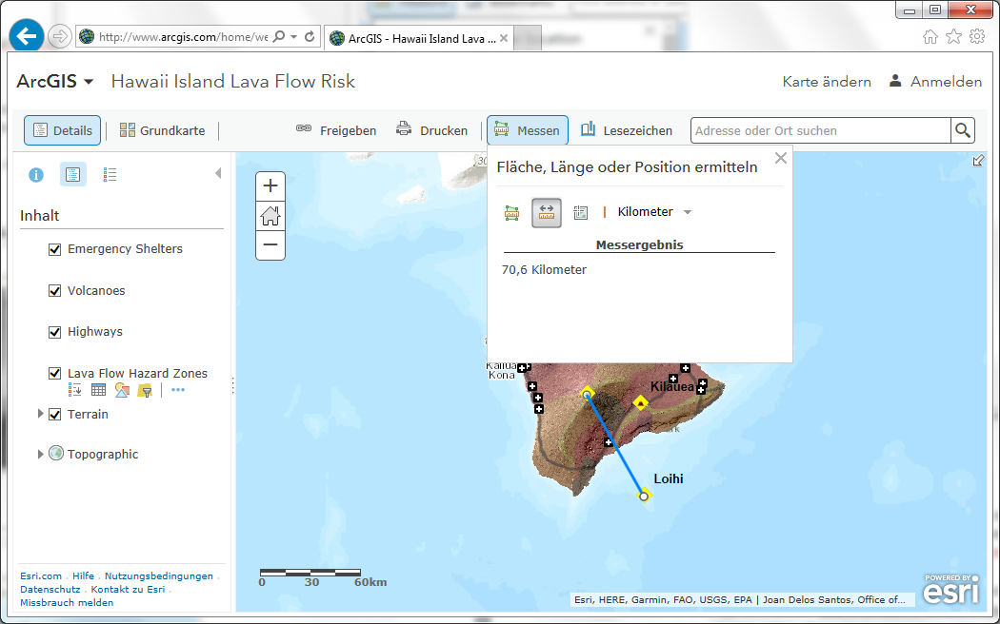 http://www.arcgis.com/home/we
ArcGIS - Hawaii Island Lava ...
ArcGIS Hawaii Island Lava Flow Risk
Karte ändern Anmelden
Details Grundkarte Freigeben Drucken Messen Lesezeichen Adresse oder Ort suchen
Fläche, Länge oder Position ermitteln
Kilometer
Messergebnis
70,6 Kilometer
Inhalt
Emergency Shelters
Volcanoes
Highways
Lava Flow Hazard Zones
Terrain
Topographic
Kailua
Kona
Kilauea
Loihi
0 30 60km
Esri.com . Hilfe . Nutzungsbedingungen .
Datenschutz . Kontakt zu Esri .
Missbrauch melden
Esri, HERE, Garmin, FAO, USGS, EPA | Joan Delos Santos, Office of...
POWERED BY
esri